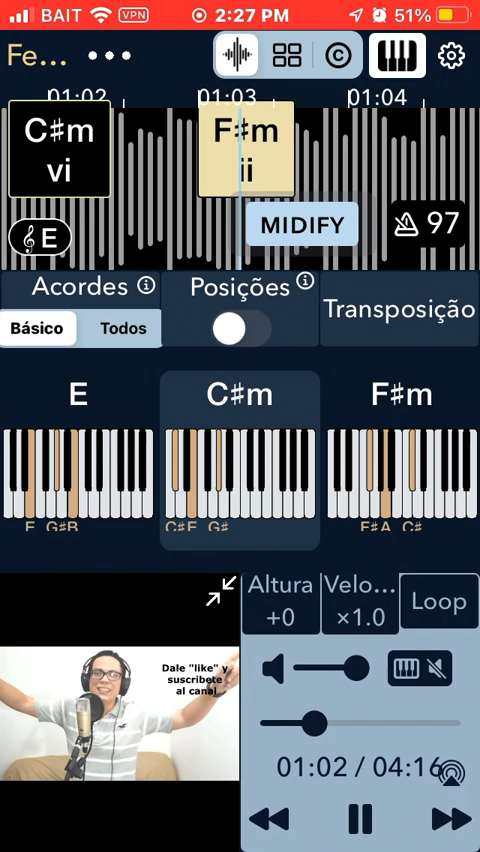 BAIT VPN 2:27 PM 51%
Fe... •••
01:02 01:03 01:04
C#m F#m
vi ii
E MIDIFY 97
Acordes Posições Transposição
Básico Todos
E C#m F#m
E G#B C#E G# F#A C#
Altura Velo... Loop
+0 ×1.0
Dale "like" y
suscribete
al canal
01:02 / 04:16